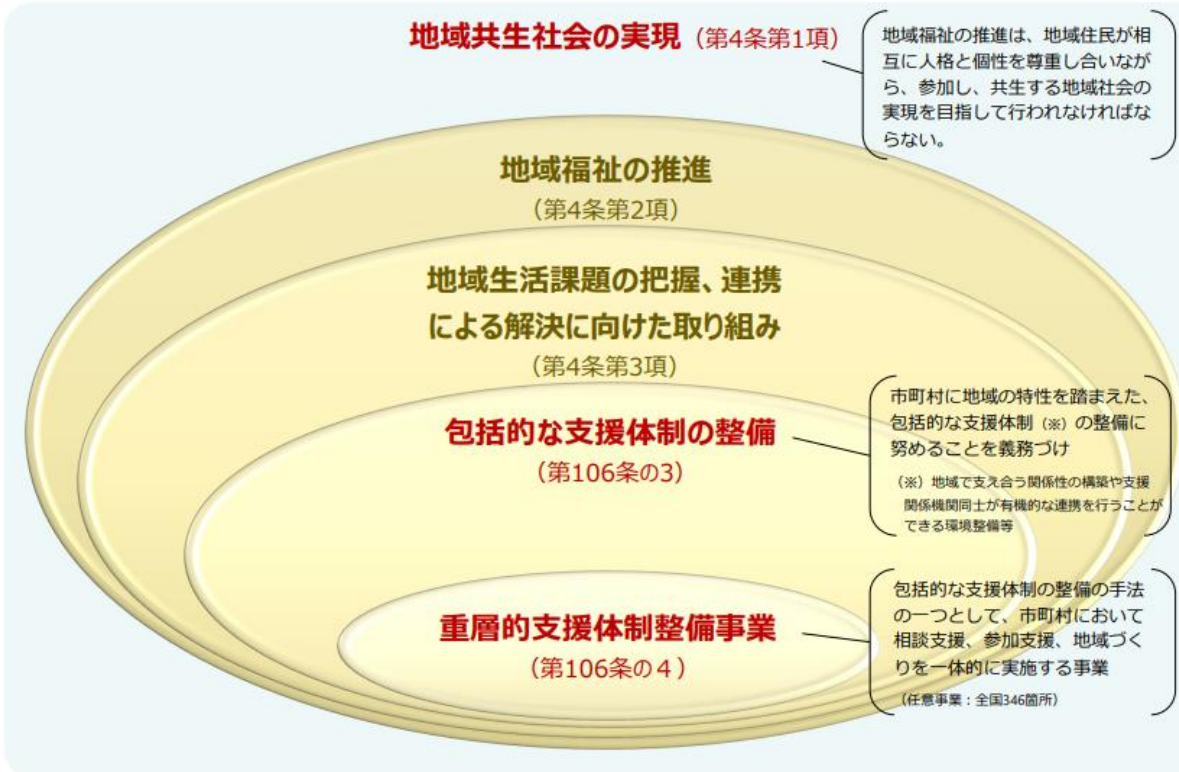 地域共生社会の実現（第4条第1項）
地域福祉の推進は、地域住民が相
互に人格と個性を尊重し合いなが
ら、参加し、共生する地域社会の
実現を目指して行われなければな
らない。
地域福祉の推進
（第4条第2項）
地域生活課題の把握、連携
による解決に向けた取り組み
（第4条第3項）
包括的な支援体制の整備
（第106条の3）
市町村に地域の特性を踏まえた、
包括的な支援体制（※）の整備に
努めることを義務づけ
（※）地域で支え合う関係性の構築や支援
関係機関同士が有機的な連携を行うことが
できる環境整備等
重層的支援体制整備事業
（第106条の４）
包括的な支援体制の整備の手法
の一つとして、市町村において
相談支援、参加支援、地域づく
りを一体的に実施する事業
（任意事業：全国346箇所）